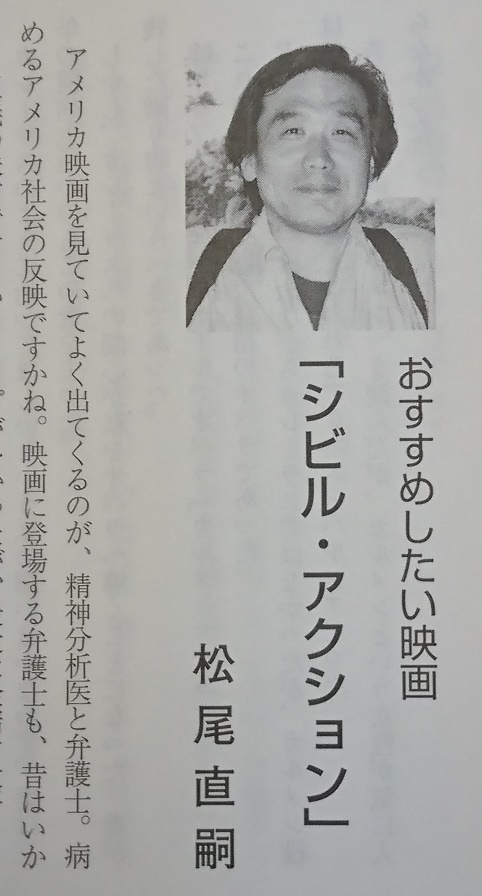 おすすめしたい映画
「シビル・アクション」
松尾直嗣
アメリカ映画を見ていてよく出てくるのが、精神分析医と弁護士。病
めるアメリカ社会の反映ですかね。映画に登場する弁護士も、昔はいか